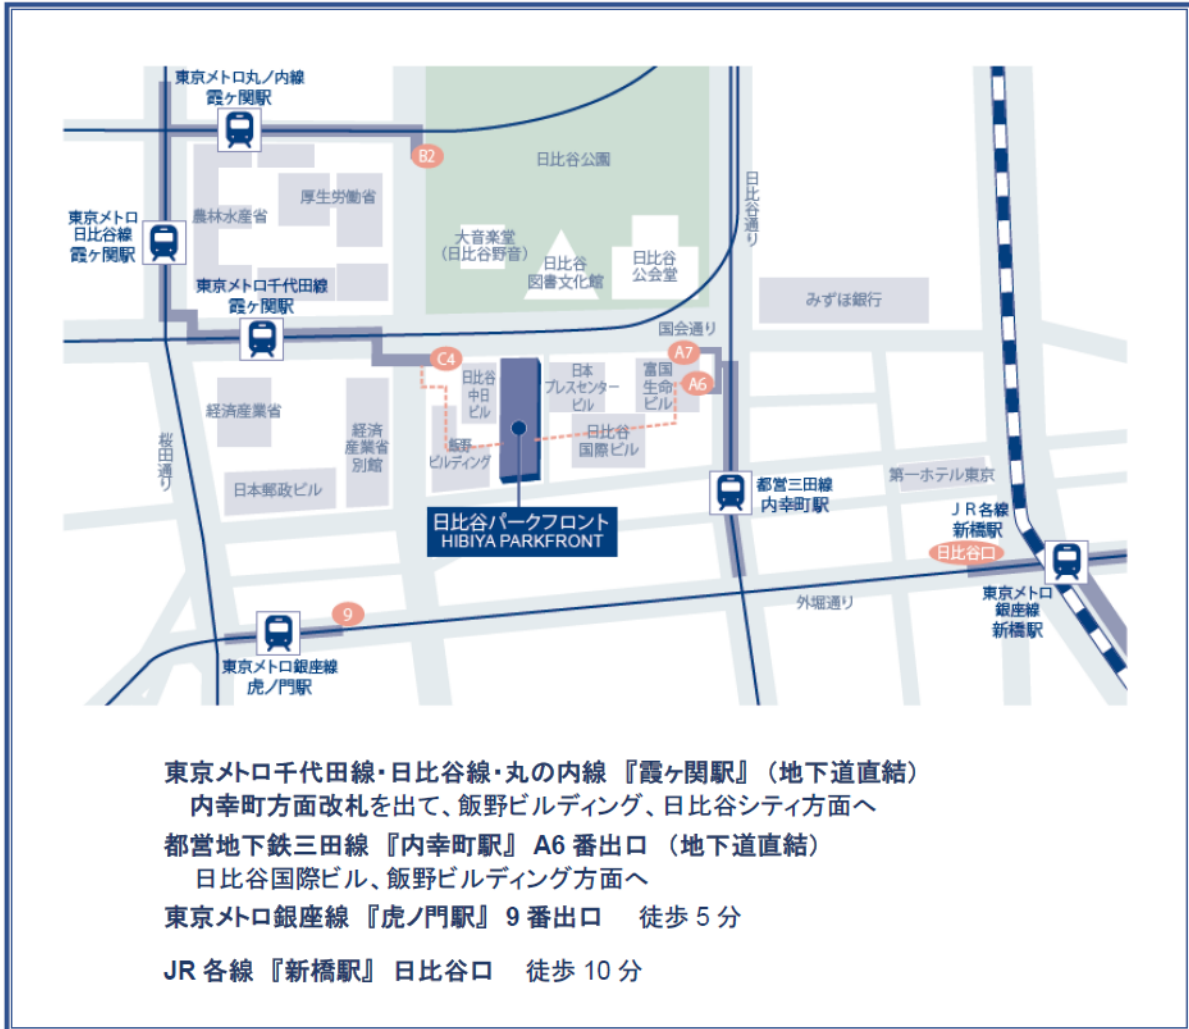 東京メトロ丸ノ内線
霞ヶ関駅
B2
日比谷公園
厚生労働省
農林水産省
東京メトロ
日比谷線
霞ヶ関駅
日比谷通り
大音楽堂
(日比谷野音)
日比谷
図書文化館
日比谷
公会堂
東京メトロ千代田線
霞ヶ関駅
みずほ銀行
国会通り
C4
A7
A6
日比谷
中日
ビル
日本
プレスセンター
ビル
富国
生命
ビル
経済産業省
経済
産業省
別館
飯野
ビルディング
日比谷
国際ビル
桜田通り
日本郵政ビル
都営三田線
内幸町駅
第一ホテル東京
JR各線
新橋駅
日比谷口
日比谷パークフロント
HIBIYA PARKFRONT
外堀通り
東京メトロ
銀座線
新橋駅
9
東京メトロ銀座線
虎ノ門駅
東京メトロ千代田線・日比谷線・丸の内線 『霞ヶ関駅』 (地下道直結)
内幸町方面改札を出て、飯野ビルディング、日比谷シティ方面へ
都営地下鉄三田線 『内幸町駅』 A6 番出口 (地下道直結)
日比谷国際ビル、飯野ビルディング方面へ
東京メトロ銀座線 『虎ノ門駅』 9 番出口 徒歩 5 分
JR 各線 『新橋駅』 日比谷口 徒歩 10 分